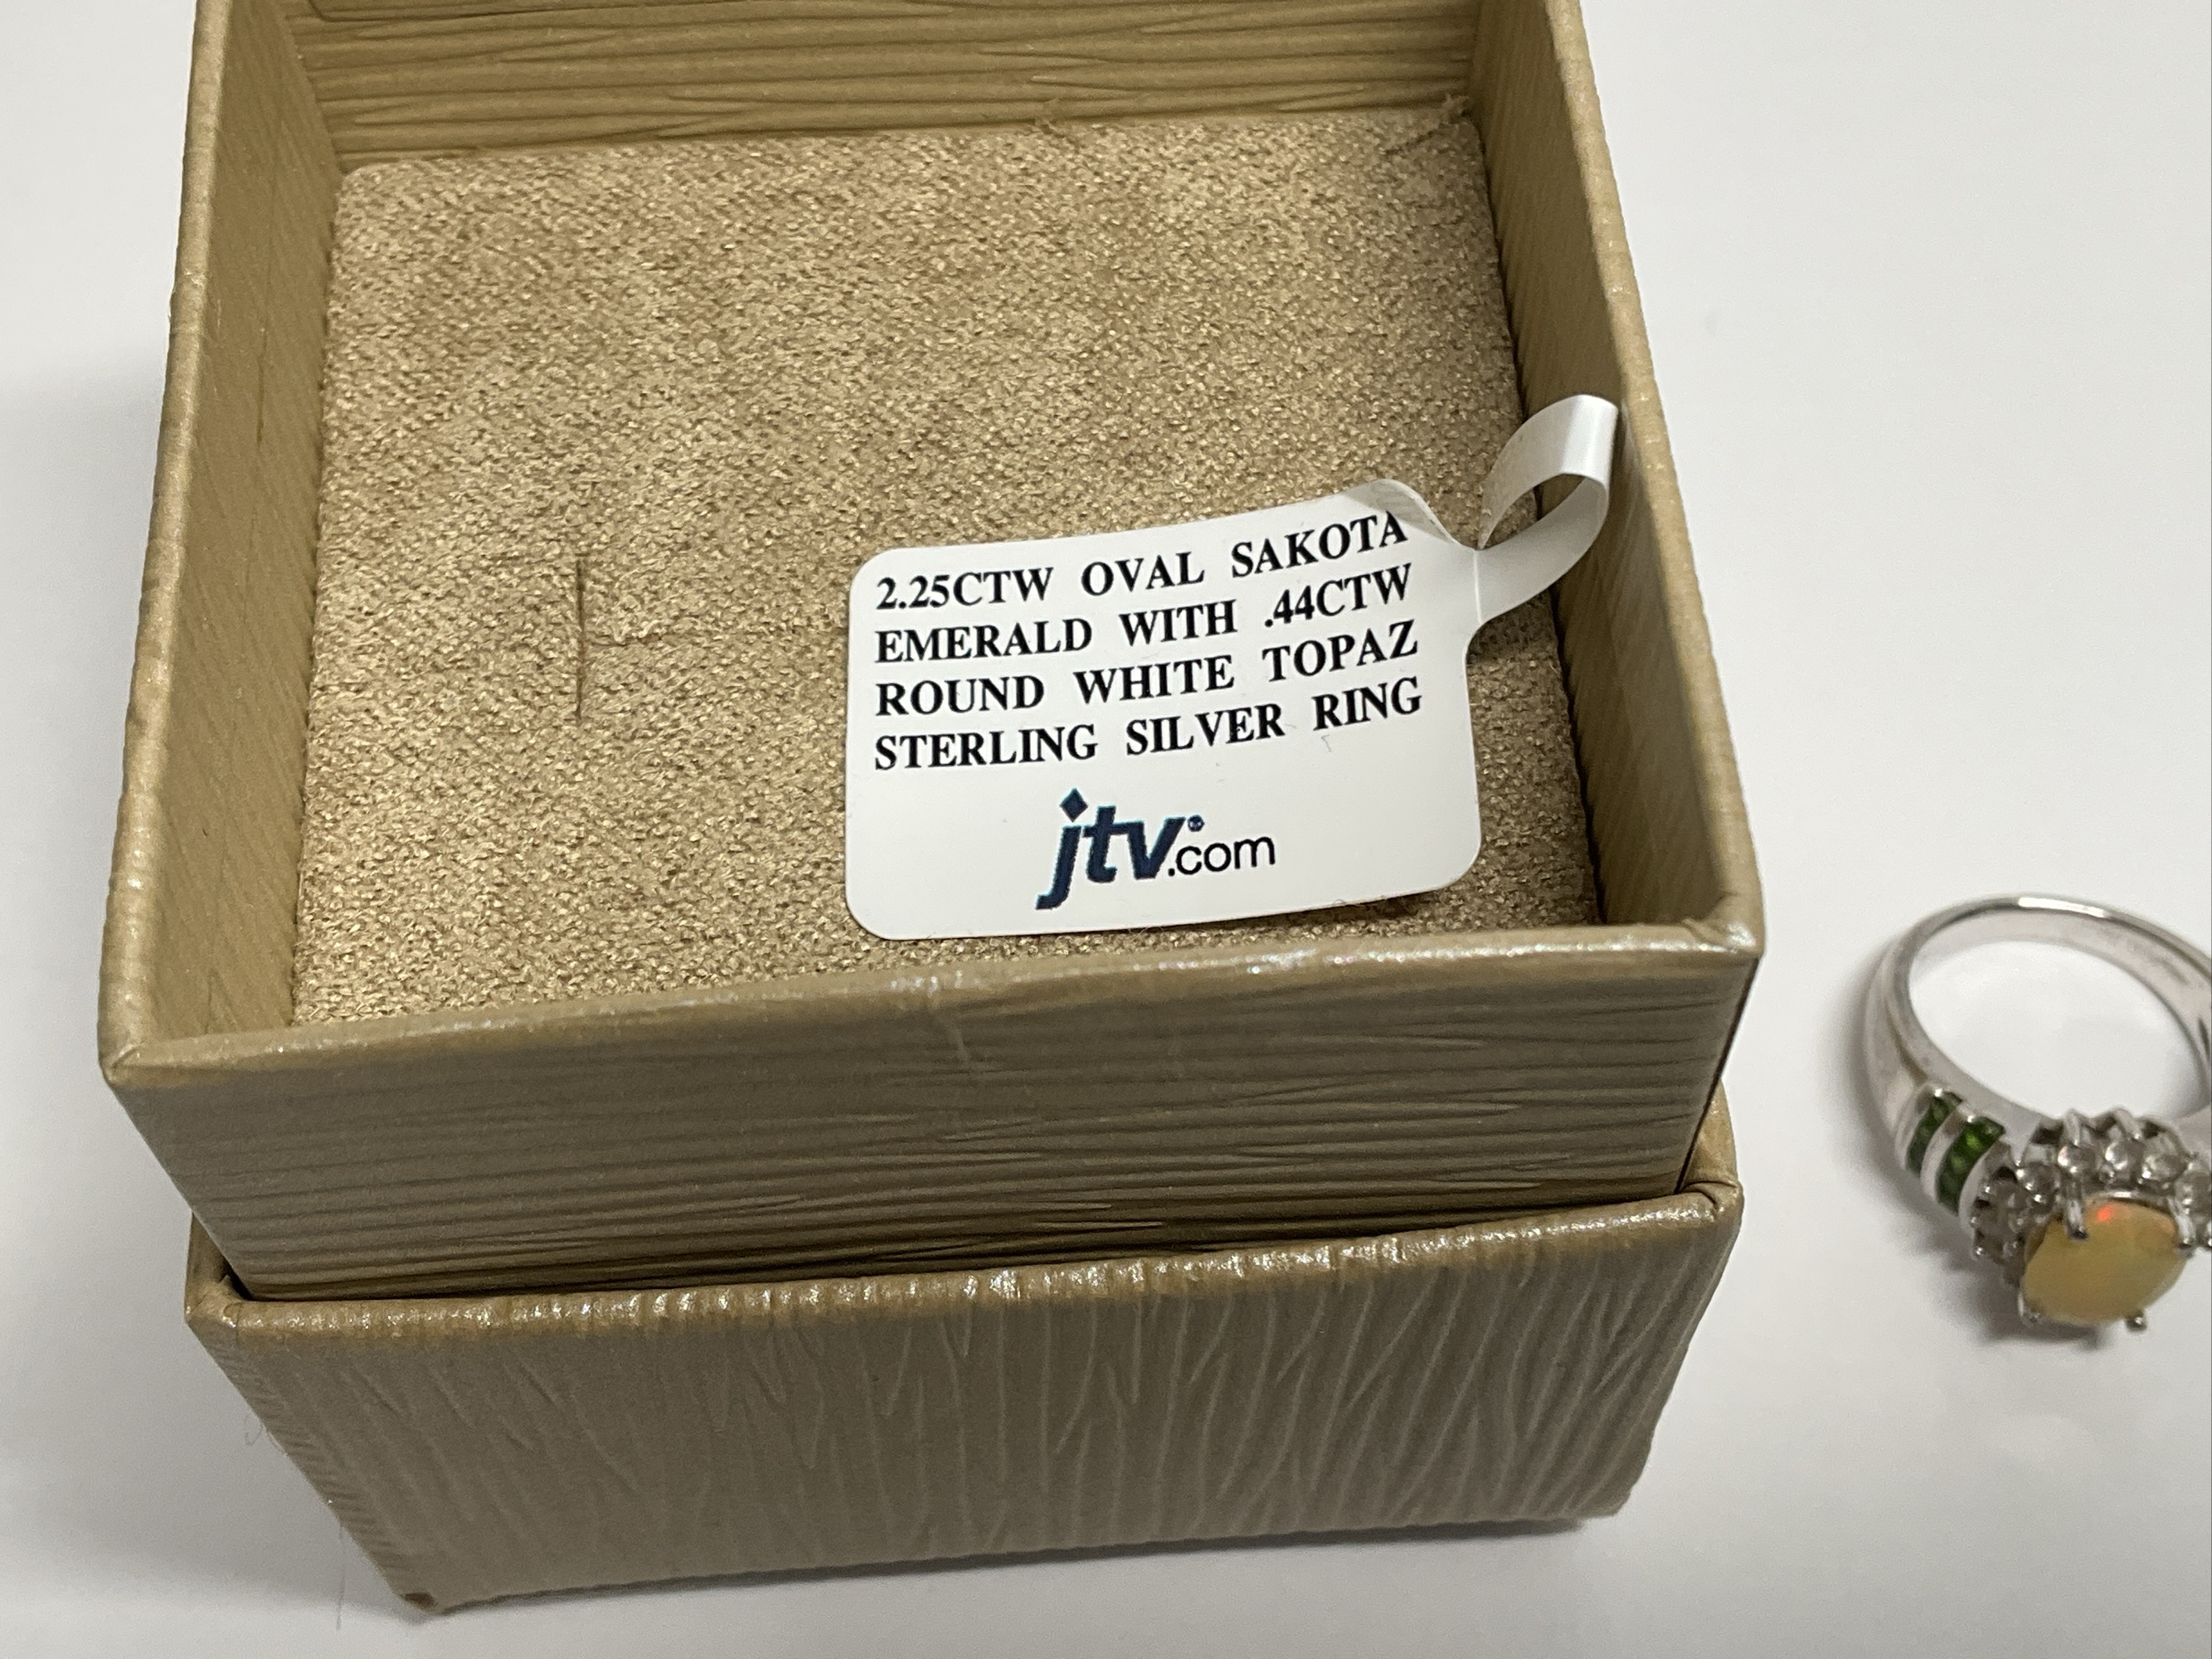 2.25CTW OVAL SAKOTA
EMERALD WITH .44CTW
ROUND WHITE TOPAZ
STERLING SILVER RING
jtv®.com